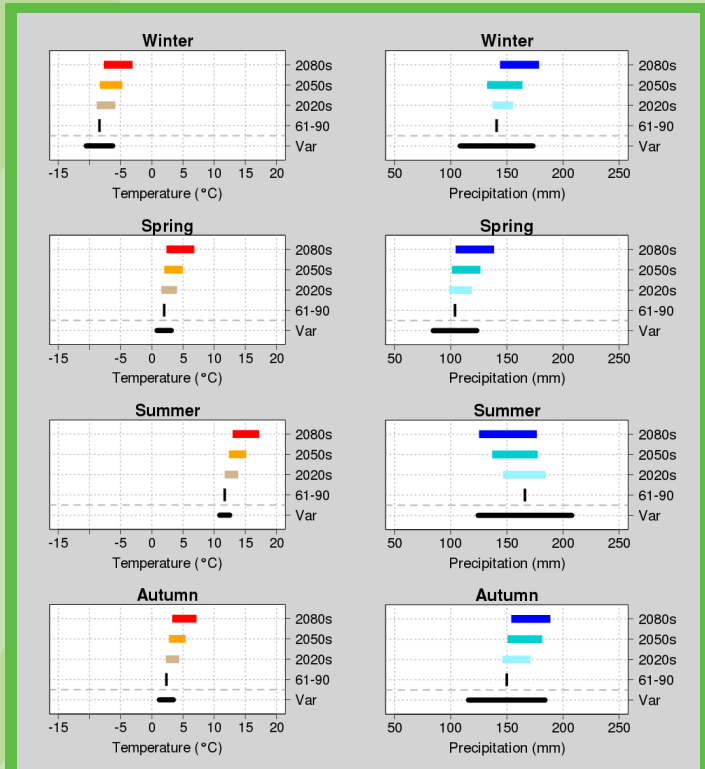 Winter
2080s
2050s
2020s
61-90
Var
-15 -5 0 5 10 15 20
Temperature (°C)
Winter
2080s
2050s
2020s
61-90
Var
50 100 150 200 250
Precipitation (mm)
Spring
2080s
2050s
2020s
61-90
Var
-15 -5 0 5 10 15 20
Temperature (°C)
Spring
2080s
2050s
2020s
61-90
Var
50 100 150 200 250
Precipitation (mm)
Summer
2080s
2050s
2020s
61-90
Var
-15 -5 0 5 10 15 20
Temperature (°C)
Summer
2080s
2050s
2020s
61-90
Var
50 100 150 200 250
Precipitation (mm)
Autumn
2080s
2050s
2020s
61-90
Var
-15 -5 0 5 10 15 20
Temperature (°C)
Autumn
2080s
2050s
2020s
61-90
Var
50 100 150 200 250
Precipitation (mm)